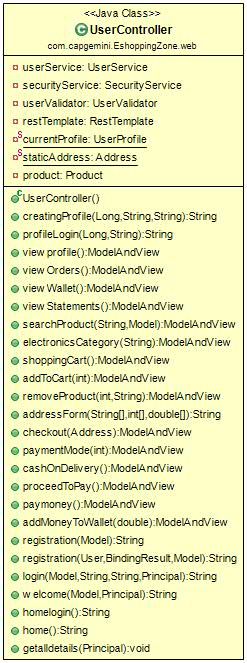 <<Java Class>>
UserController
com.capgemini.EshoppingZone.web
userService: UserService
securityService: SecurityService
userValidator: UserValidator
restTemplate: RestTemplate
currentProfile: UserProfile
staticAddress: Address
product: Product
UserController()
creatingProfile(Long,String,String):String
profileLogin(Long,String):String
view profile():ModelAndView
view Orders():ModelAndView
view Wallet():ModelAndView
view Statements():ModelAndView
searchProduct(String,Model):ModelAndView
electronicsCategory(String):ModelAndView
shoppingCart():ModelAndView
addToCart(int):ModelAndView
removeProduct(int,String):ModelAndView
addressForm(String[],int[],double[]):String
checkout(Address):ModelAndView
paymentMode(int):ModelAndView
cashOnDelivery():ModelAndView
proceedToPay():ModelAndView
paymoney():ModelAndView
addMoneyToWallet(double):ModelAndView
registration(Model):String
registration(User,BindingResult,Model):String
login(Model,String,String,Principal):String
w elcome(Model,Principal):String
homelogin():String
home():String
getalldetails(Principal):void